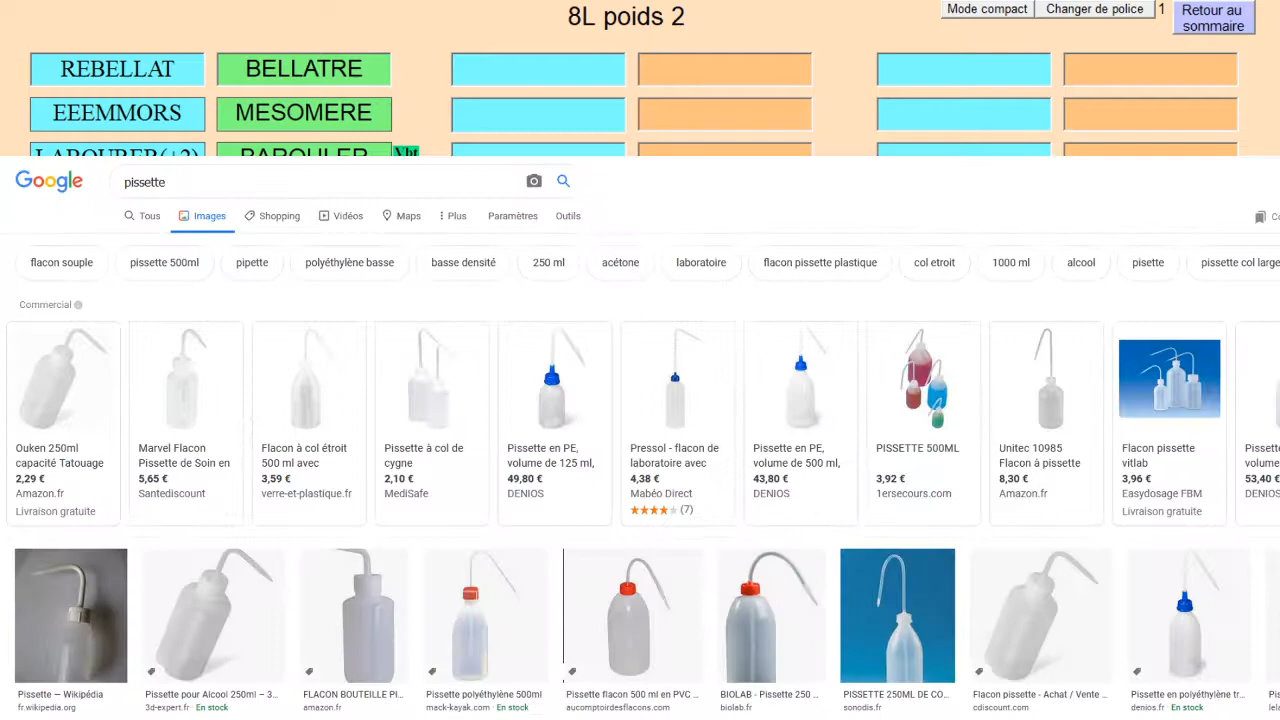 8L poids 2
Mode compact
Changer de police
1
Retour au
sommaire
REBELLAT
BELLATRE
EEEMMORS
MESOMERE
LABOURER(+2)
BAROULER
Google
pissette
Tous
Images
Shopping
Vidéos
Maps
Plus
Paramètres
Outils
flacon souple
pissette 500ml
pipette
polyéthylène basse
basse densité
250 ml
acétone
laboratoire
flacon pissette plastique
col etroit
1000 ml
alcool
pisette
pissette col large
Commercial
Ouken 250ml
capacité Tatouage
2,29 €
Amazon.fr
Livraison gratuite
Marvel Flacon
Pissette de Soin en
5,65 €
Santediscount
Flacon à col étroit
500 ml avec
3,59 €
verre-et-plastique.fr
Pissette à col de
cygne
2,10 €
MediSafe
Pissette en PE,
volume de 125 ml,
49,80 €
DENIOS
Pressol - flacon de
laboratoire avec
4,38 €
Mabéo Direct
(7)
Pissette en PE,
volume de 500 ml,
43,80 €
DENIOS
PISSETTE 500ML
3,92 €
1ersecours.com
Unitec 10985
Flacon à pissette
8,30 €
Amazon.fr
Flacon pissette
vitlab
3,96 €
Easydosage FBM
Livraison gratuite
Pissette
volume
53,40 €
DENIOS
Pissette — Wikipédia
fr.wikipedia.org
Pissette pour Alcool 250ml – 3...
3d-expert.fr · En stock
FLACON BOUTEILLE PI...
amazon.fr
Pissette polyéthylène 500ml
mack-kayak.com · En stock
Pissette flacon 500 ml en PVC ...
aucomptoirdesflacons.com
BIOLAB - Pissette 250 ...
biolab.fr
PISSETTE 250ML DE CO...
sonodis.fr
Flacon pissette - Achat / Vente ...
cdiscount.com
Pissette en polyéthylène tr...
denios.fr · En stock